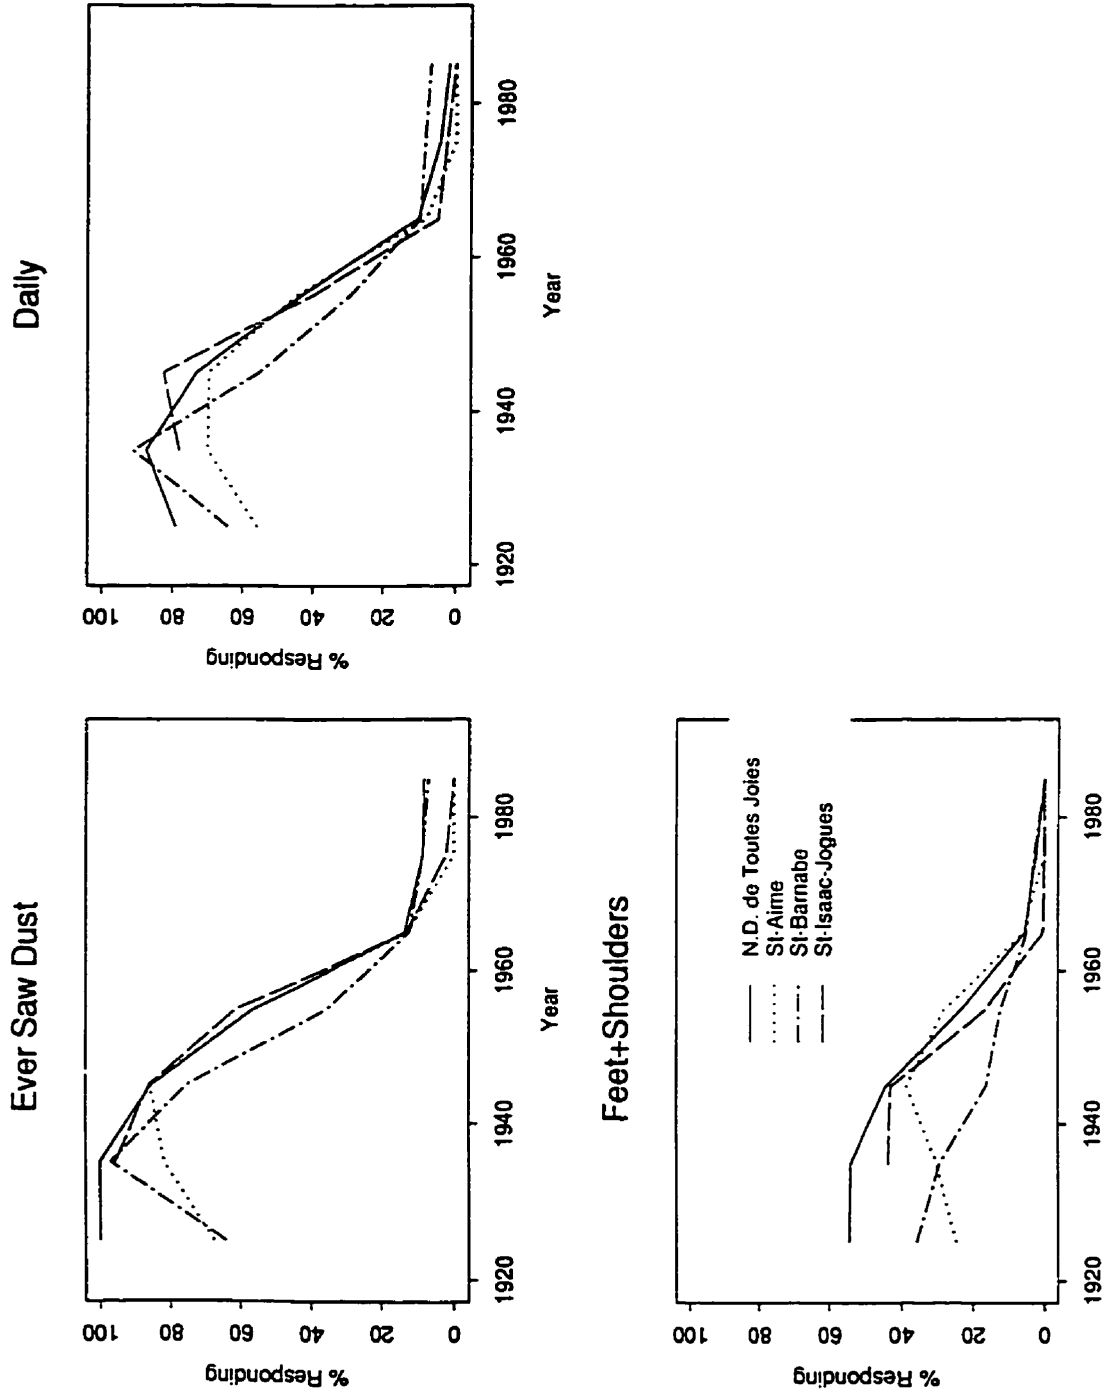 Ever Saw Dust
% Responding
100
80
60
40
20
0
1920
1940
1960
1980
Year
Daily
% Responding
100
80
60
40
20
0
1920
1940
1960
1980
Year
Feet+Shoulders
% Responding
100
80
60
40
20
0
1920
1940
1960
1980
N.D. de Toutes Joies
St-Aime
St-Barnabe
St-Isaac-Jogues